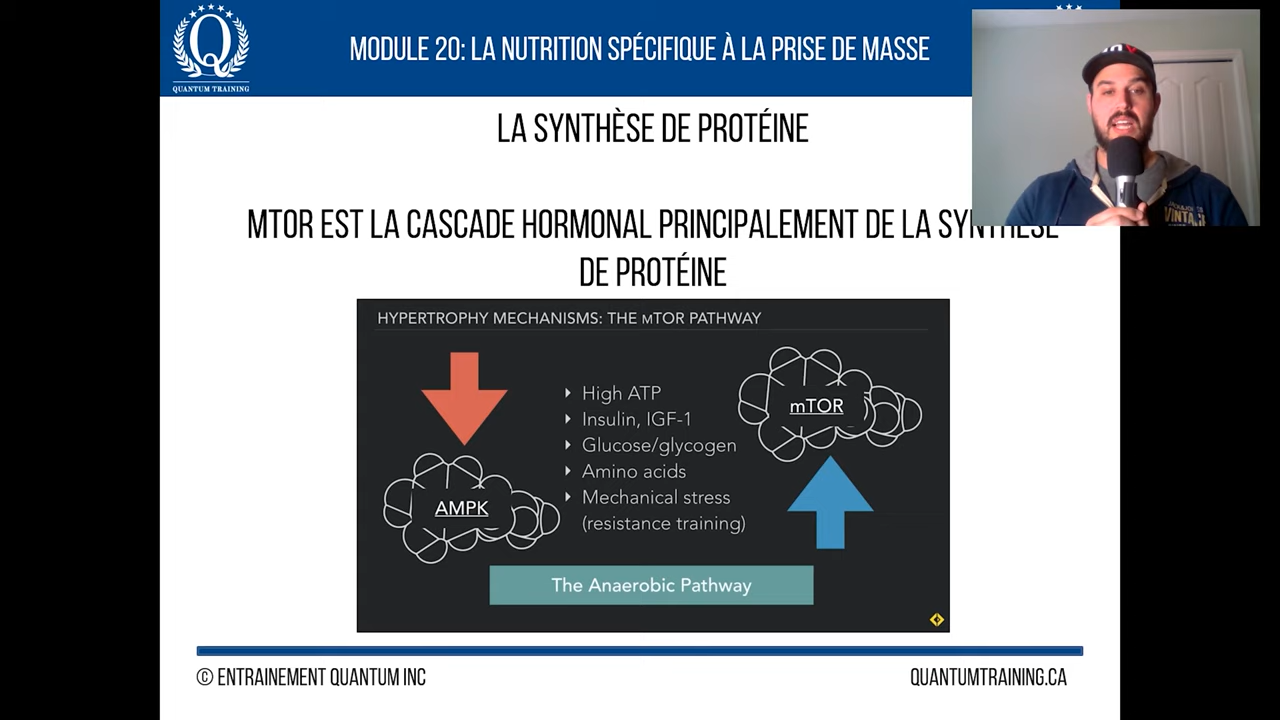 QUANTUM TRAINING
MODULE 20: LA NUTRITION SPÉCIFIQUE À LA PRISE DE MASSE
LA SYNTHÈSE DE PROTÉINE
MTOR EST LA CASCADE HORMONAL PRINCIPALEMENT DE LA SYNTHÈSE
DE PROTÉINE
VINTAGE
HYPERTROPHY MECHANISMS: THE mTOR PATHWAY
High ATP
Insulin, IGF-1
Glucose/glycogen
Amino acids
Mechanical stress
(resistance training)
mTOR
AMPK
The Anaerobic Pathway
© ENTRAINEMENT QUANTUM INC
QUANTUMTRAINING.CA